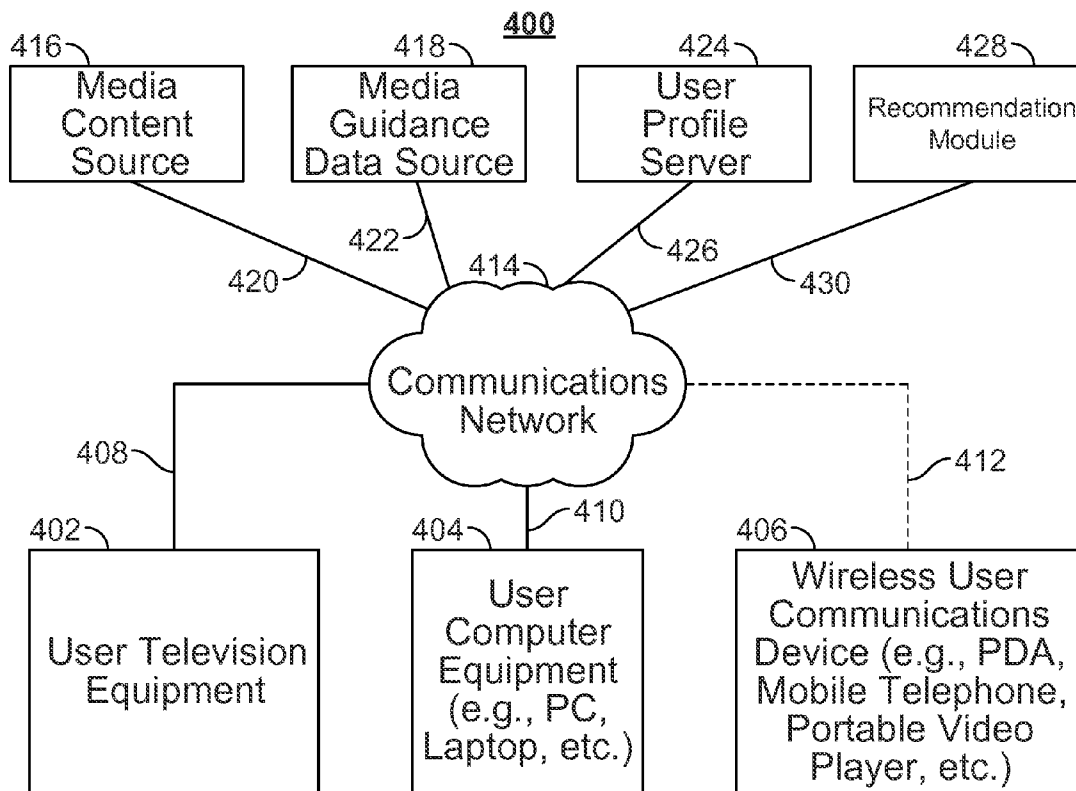 400
416
418
424
428
Media
Content
Source
Media
Guidance
Data Source
User
Profile
Server
Recommendation
Module
422
414
426
420
430
Communications
Network
408
412
410
402
404
406
User Television
Equipment
User
Computer
Equipment
(e.g., PC,
Laptop, etc.)
Wireless User
Communications
Device (e.g., PDA,
Mobile Telephone,
Portable Video
Player, etc.)